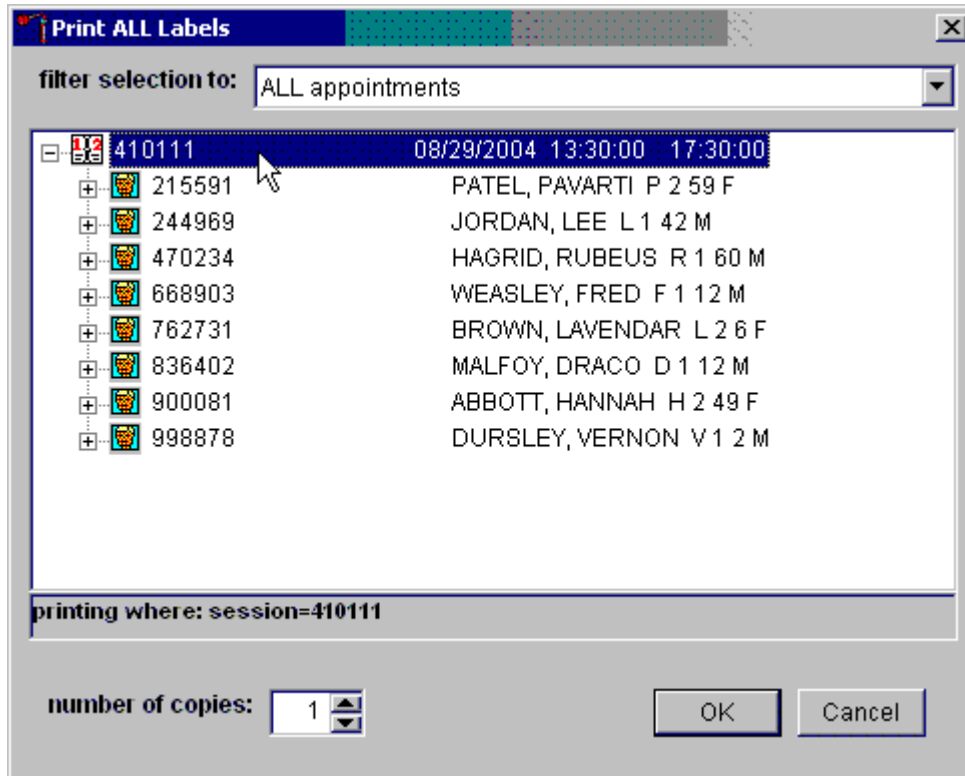 Print ALL Labels
filter selection to: ALL appointments
410111 08/29/2004 13:30:00 17:30:00
215591 PATEL, PAVARTI P 2 59 F
244969 JORDAN, LEE L 1 42 M
470234 HAGRID, RUBEUS R 1 60 M
668903 WEASLEY, FRED F 1 12 M
762731 BROWN, LAVENDAR L 2 6 F
836402 MALFOY, DRACO D 1 12 M
900081 ABBOTT, HANNAH H 2 49 F
998878 DURSLEY, VERNON V 1 2 M
printing where: session=410111
number of copies: 1 OK Cancel